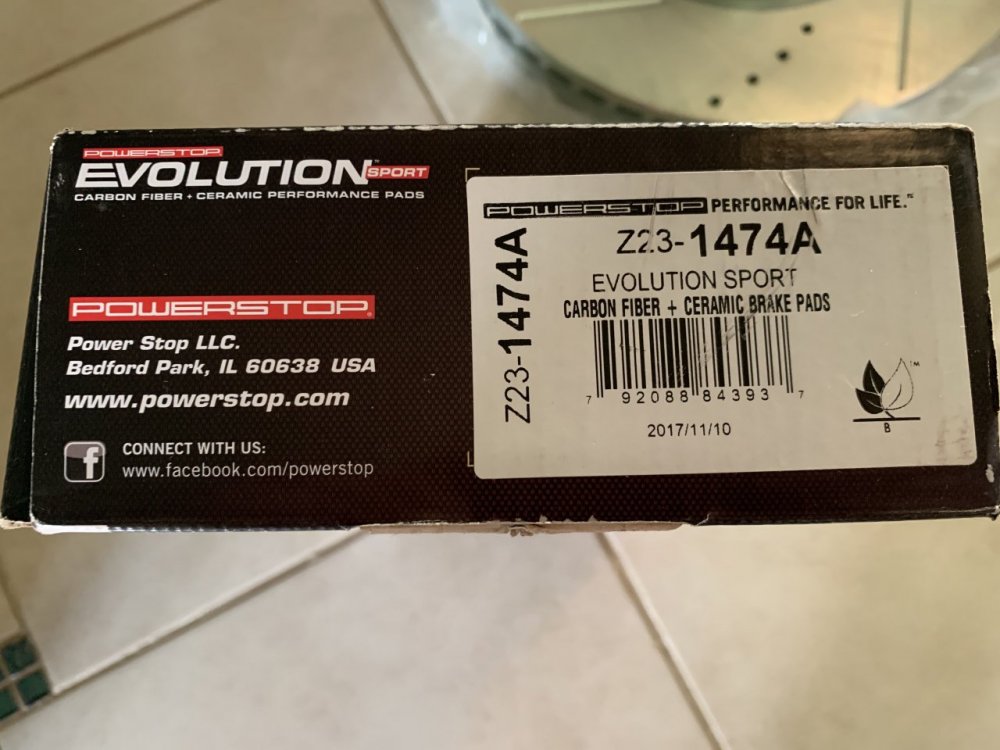 POWERSTOP
EVOLUTION™ SPORT
CARBON FIBER + CERAMIC PERFORMANCE PADS
POWERSTOP®
Power Stop LLC.
Bedford Park, IL 60638 USA
www.powerstop.com
f
CONNECT WITH US:
www.facebook.com/powerstop
POWERSTOP PERFORMANCE FOR LIFE.™
Z23-1474A
Z23-1474A
EVOLUTION SPORT
CARBON FIBER + CERAMIC BRAKE PADS
7 92088 84393 7
2017/11/10
™
B